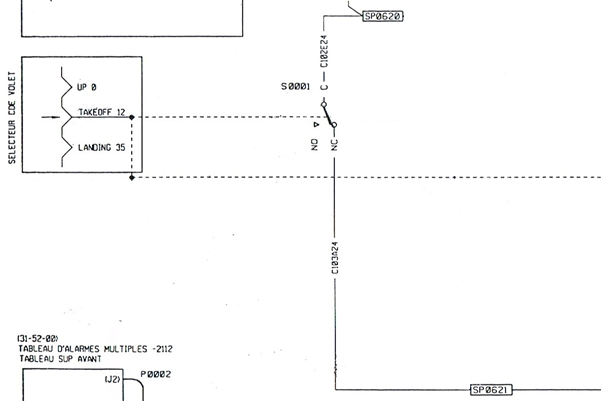 SP0620
C102E24
S0001
C
NO
NC
SELECTEUR CDE VOLET
UP 0
TAKEOFF 12
LANDING 35
C103A24
(31-52-00)
TABLEAU D'ALARMES MULTIPLES -2112
TABLEAU SUP AVANT
(J2)
P0002
SP0621